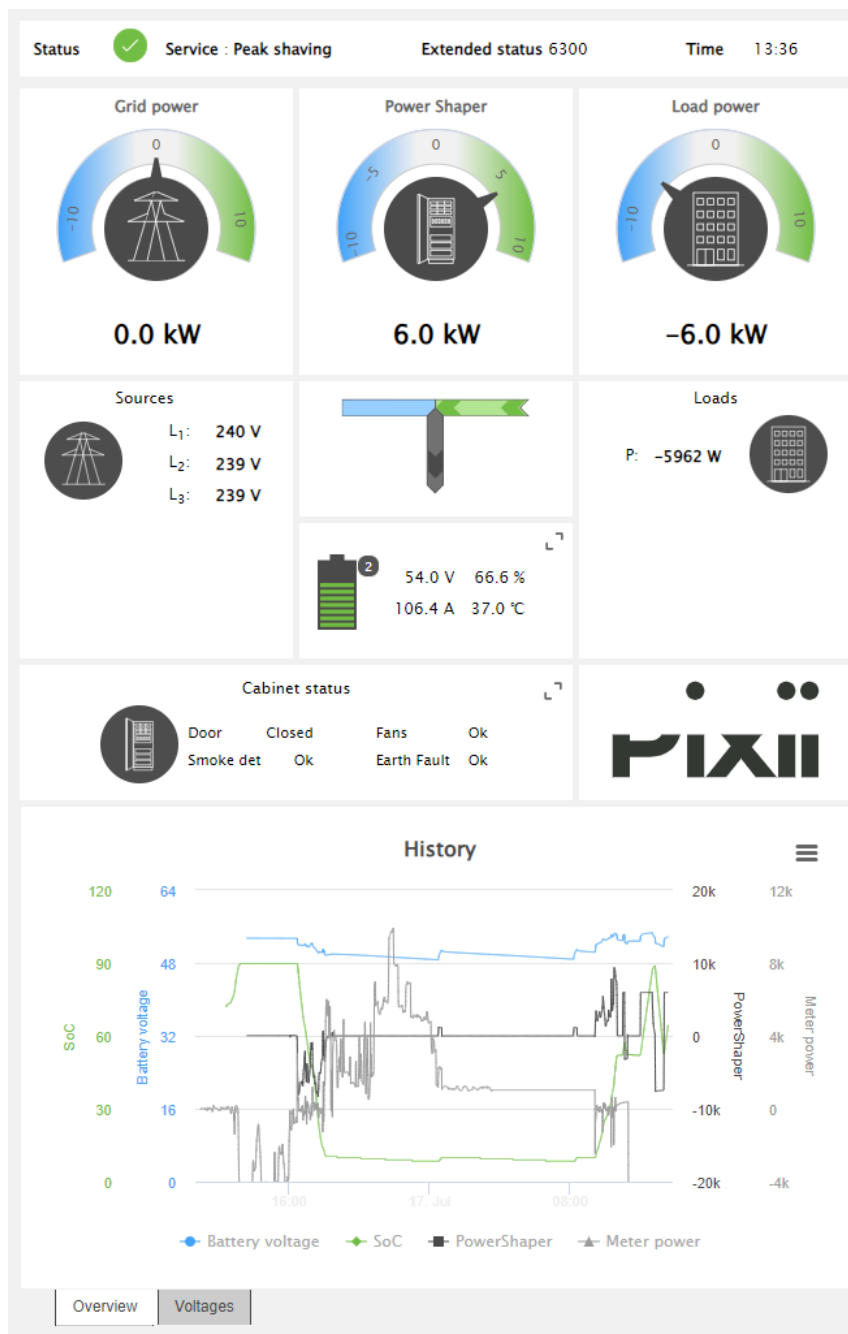 Status Service : Peak shaving Extended status 6300 Time 13:36
Grid power Power Shaper Load power
0 0 0
-5 5
-10 10 -10 10 -10 10
0.0 kW 6.0 kW -6.0 kW
Sources Loads
L1: 240 V
L2: 239 V
L3: 239 V
P: -5962 W
2
54.0 V 66.6 %
106.4 A 37.0 ℃
Cabinet status
Door Closed Fans Ok
Smoke det Ok Earth Fault Ok
Pixii
History
120 64 20k 12k
90 48 10k 8k
60 32 0 4k
30 16 -10k 0
0 0 -20k -4k
SoC
Battery voltage
PowerShaper
Meter power
16:00 17. Jul 08:00
Battery voltage SoC PowerShaper Meter power
Overview Voltages